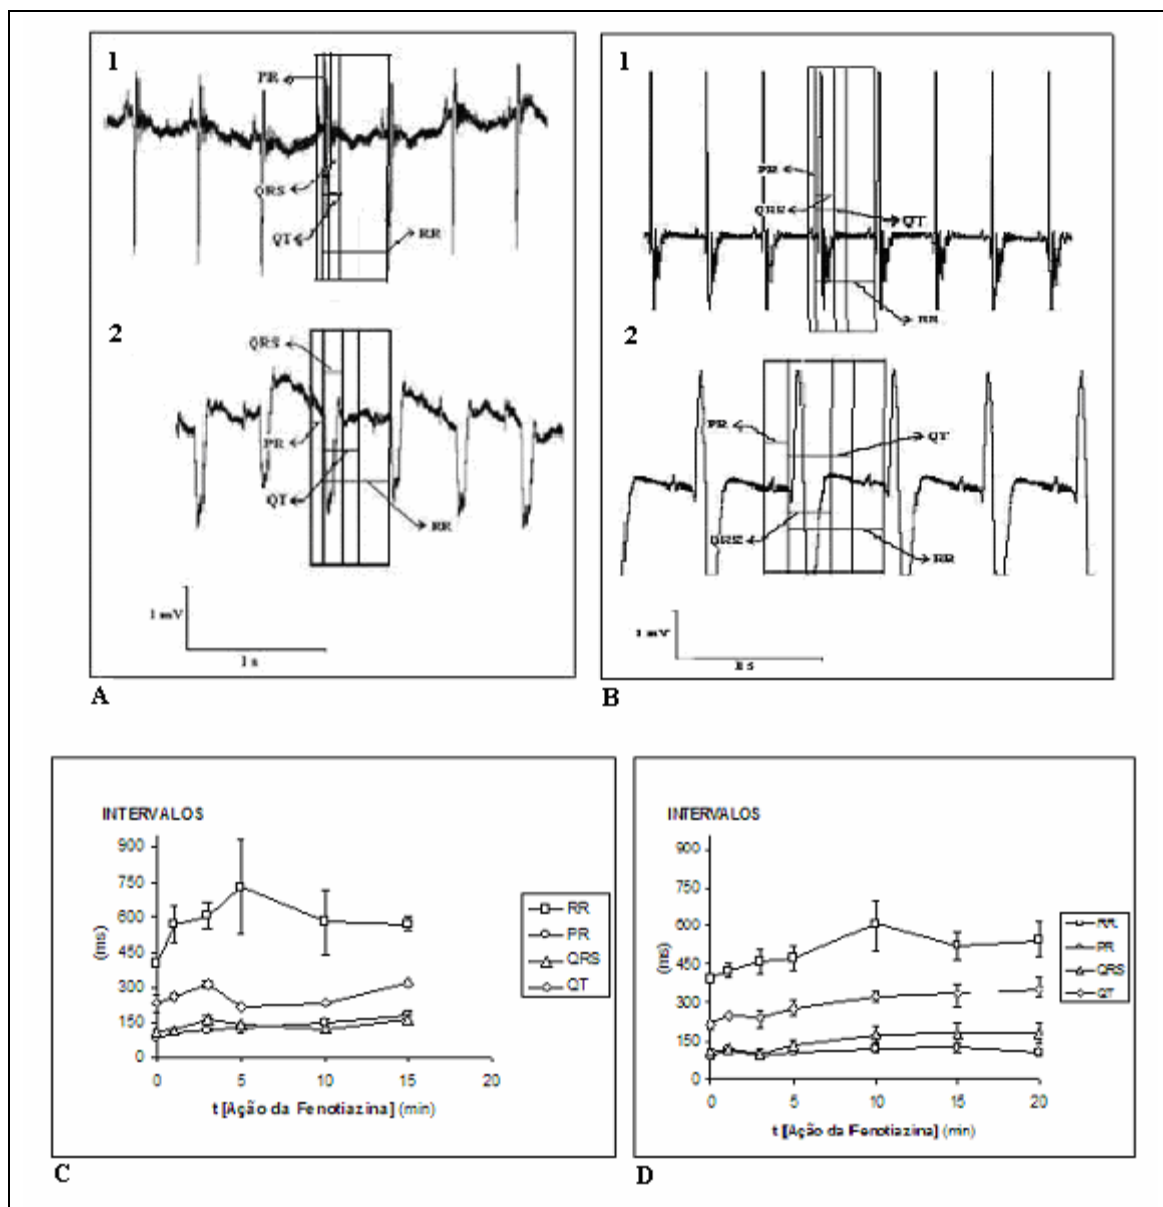 1
PR
QRS
QT
RR
2
QRS
PR
QT
RR
1 mV
1 s
A
1
PR
QRS
QT
RR
2
PR
QT
QRS
RR
1 mV
B
INTERVALOS
900
750
600
450
300
150
0
(ms)
0 5 10 15 20
t [Ação da Fenotiazina] (min)
RR
PR
QRS
QT
C
INTERVALOS
900
750
600
450
300
150
0
(ms)
0 5 10 15 20
t [Ação da Fenotiazina] (min)
RR
PR
QRS
QT
D